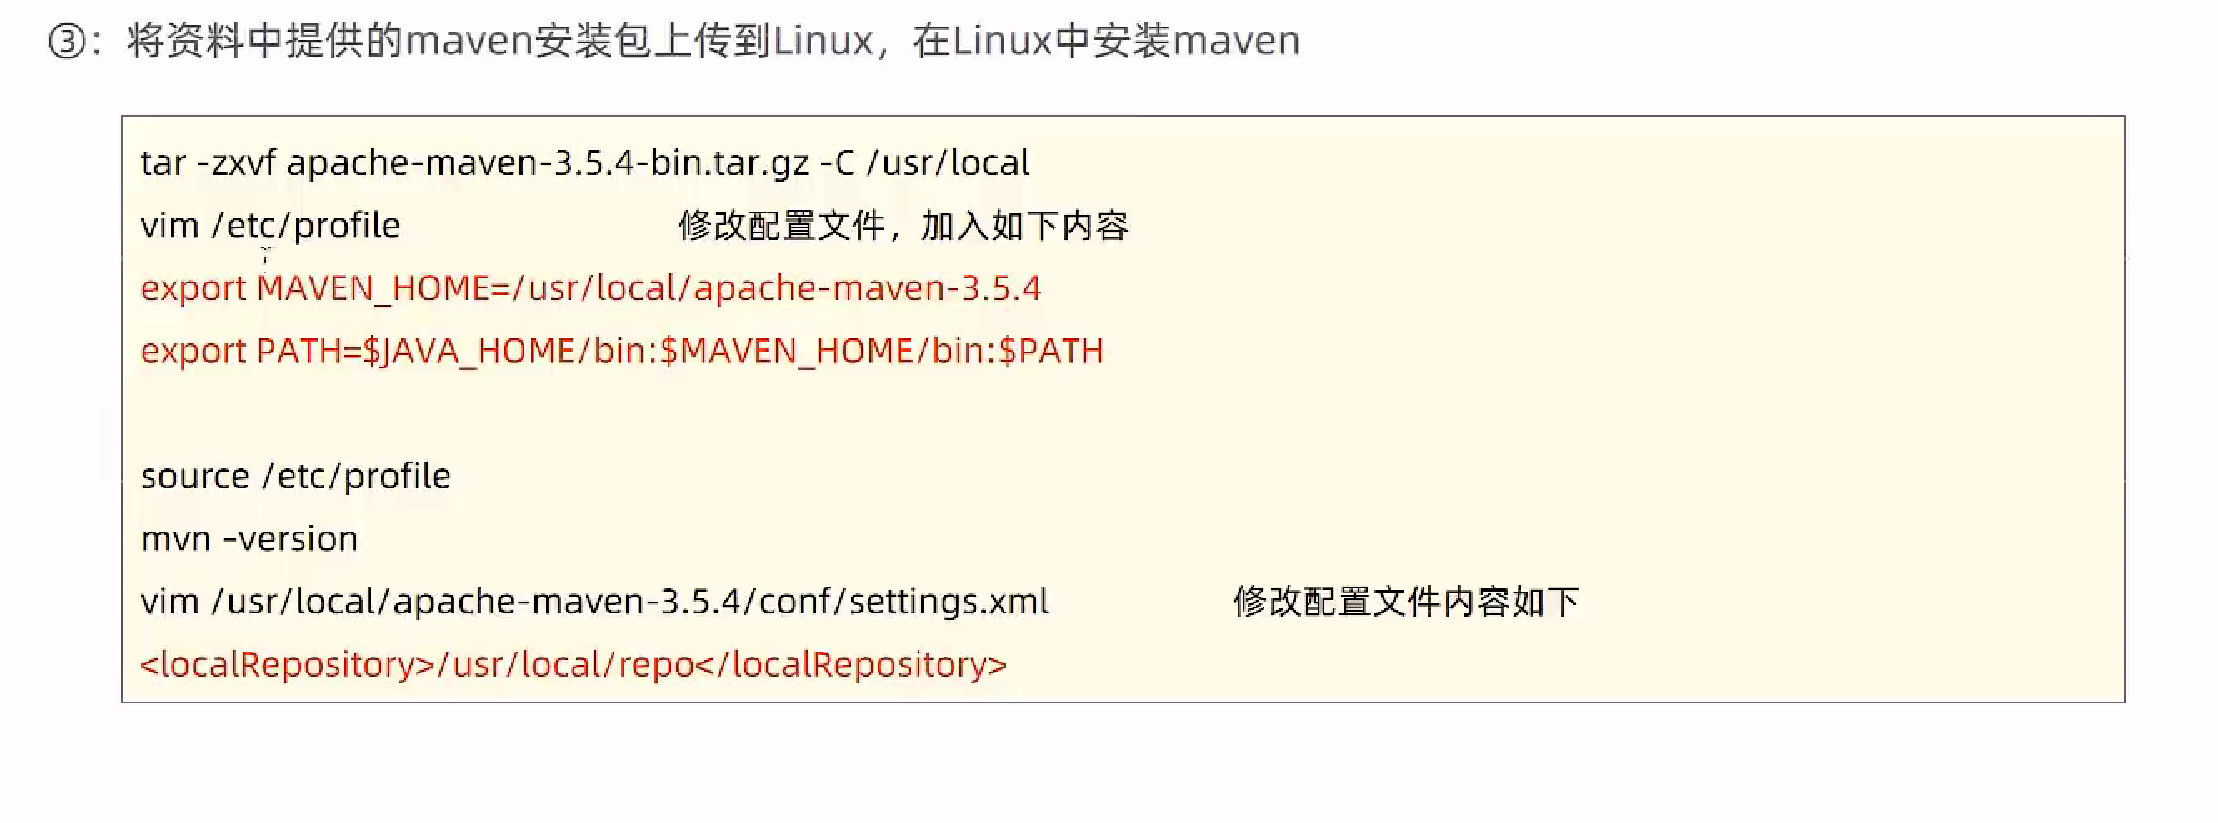 ③：将资料中提供的maven安装包上传到Linux，在Linux中安装maven
tar -zxvf apache-maven-3.5.4-bin.tar.gz -C /usr/local
vim /etc/profile 修改配置文件，加入如下内容
export MAVEN_HOME=/usr/local/apache-maven-3.5.4
export PATH=$JAVA_HOME/bin:$MAVEN_HOME/bin:$PATH
source /etc/profile
mvn -version
vim /usr/local/apache-maven-3.5.4/conf/settings.xml 修改配置文件内容如下
<localRepository>/usr/local/repo</localRepository>